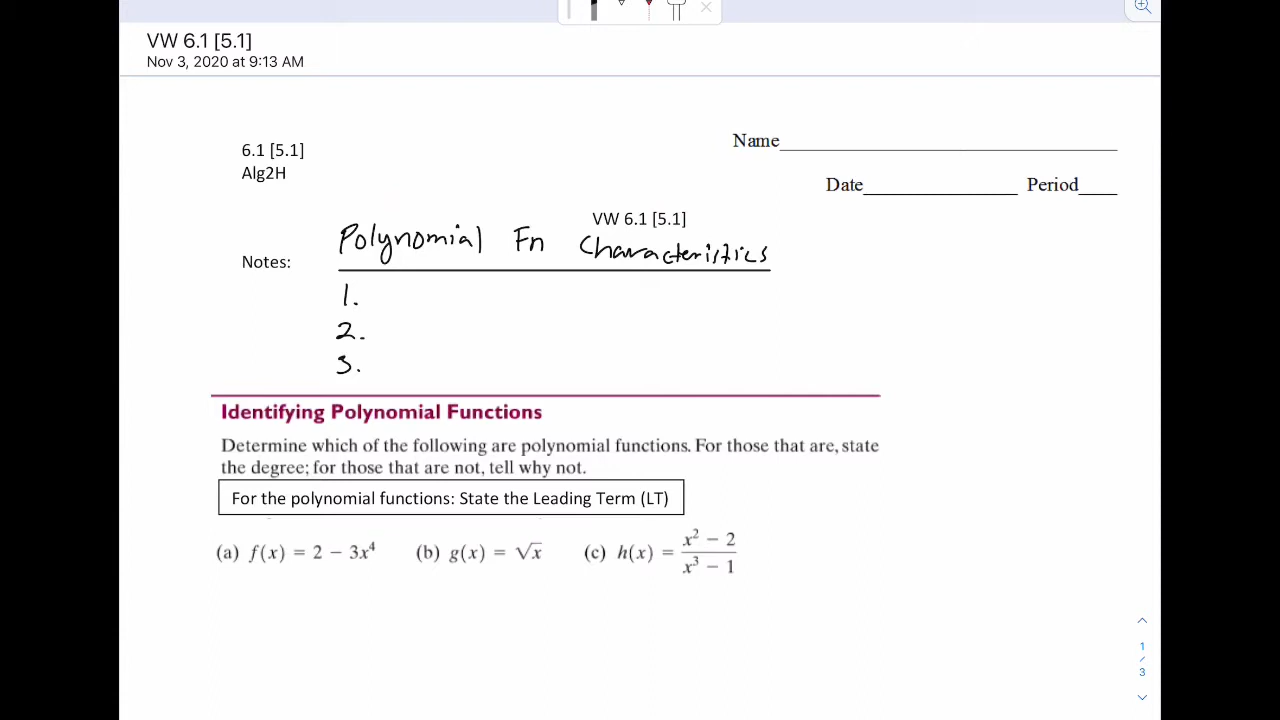 VW 6.1 [5.1]
Nov 3, 2020 at 9:13 AM
6.1 [5.1]
Alg2H
Name
Date Period
VW 6.1 [5.1]
Notes: Polynomial Fn Characteristics
1.
2.
3.
Identifying Polynomial Functions
Determine which of the following are polynomial functions. For those that are, state
the degree; for those that are not, tell why not.
For the polynomial functions: State the Leading Term (LT)
(a) f(x) = 2 − 3x⁴ (b) g(x) = √x (c) h(x) = (x² − 2)/(x³ − 1)
1
/
3